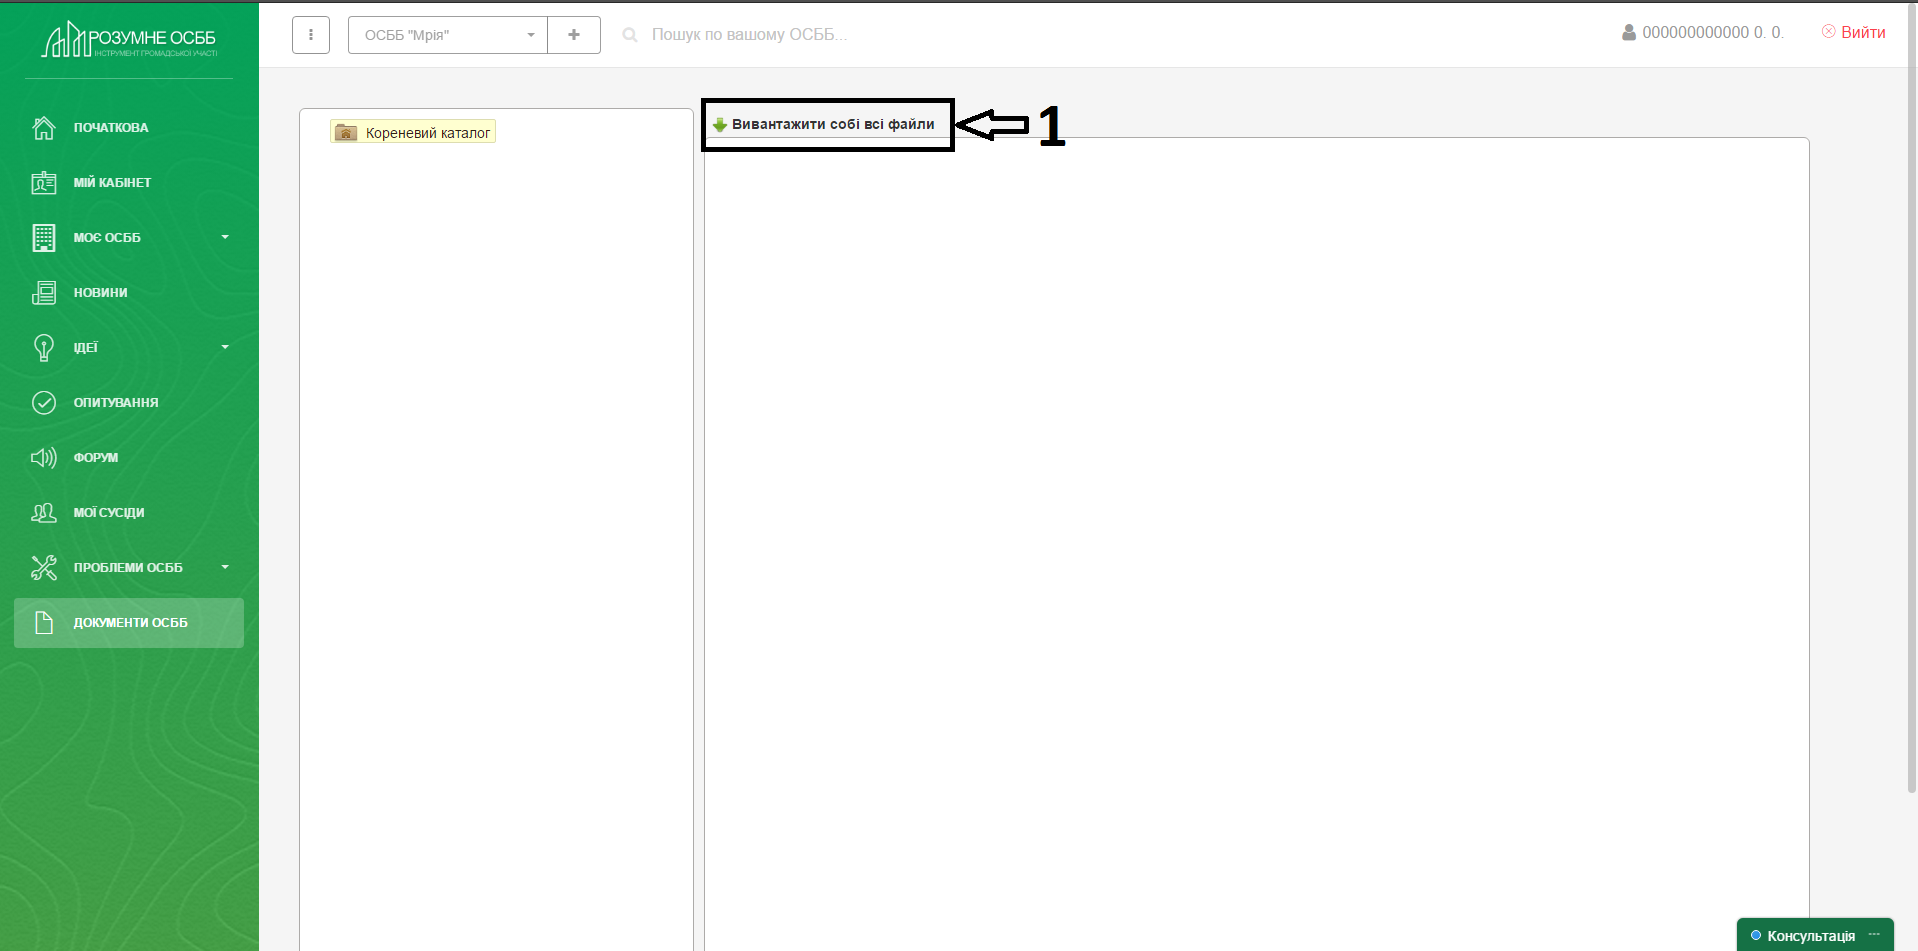 РОЗУМНЕ ОСББ
ІНСТРУМЕНТ ГРОМАДСЬКОЇ УЧАСТІ
ОСББ "Мрія"
Пошук по вашому ОСББ...
000000000000 0. 0.
Вийти
ПОЧАТКОВА
МІЙ КАБІНЕТ
МОЄ ОСББ
НОВИНИ
ІДЕЇ
ОПИТУВАННЯ
ФОРУМ
МОЇ СУСІДИ
ПРОБЛЕМИ ОСББ
ДОКУМЕНТИ ОСББ
Кореневий каталог
Вивантажити собі всі файли
1
Консультація